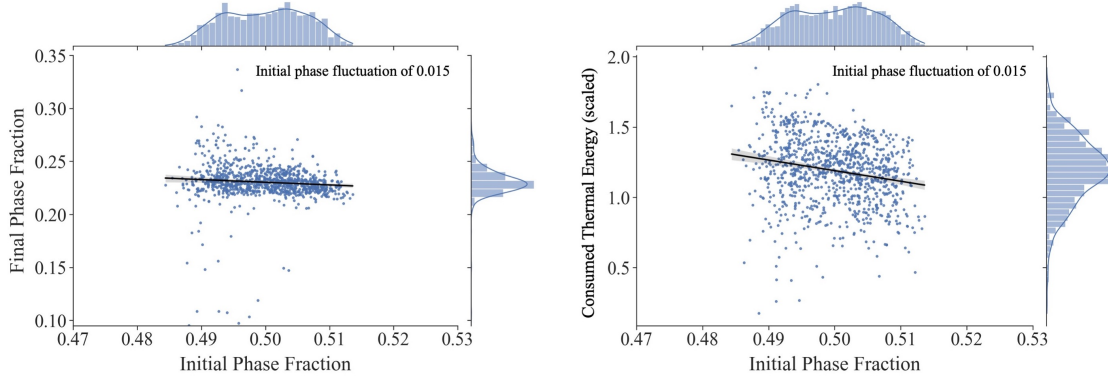 0.35
Initial phase fluctuation of 0.015
0.30
0.25
0.20
0.15
0.10
Final Phase Fraction
0.47 0.48 0.49 0.50 0.51 0.52 0.53
Initial Phase Fraction
2.0
Initial phase fluctuation of 0.015
1.5
1.0
0.5
Consumed Thermal Energy (scaled)
0.47 0.48 0.49 0.50 0.51 0.52 0.53
Initial Phase Fraction